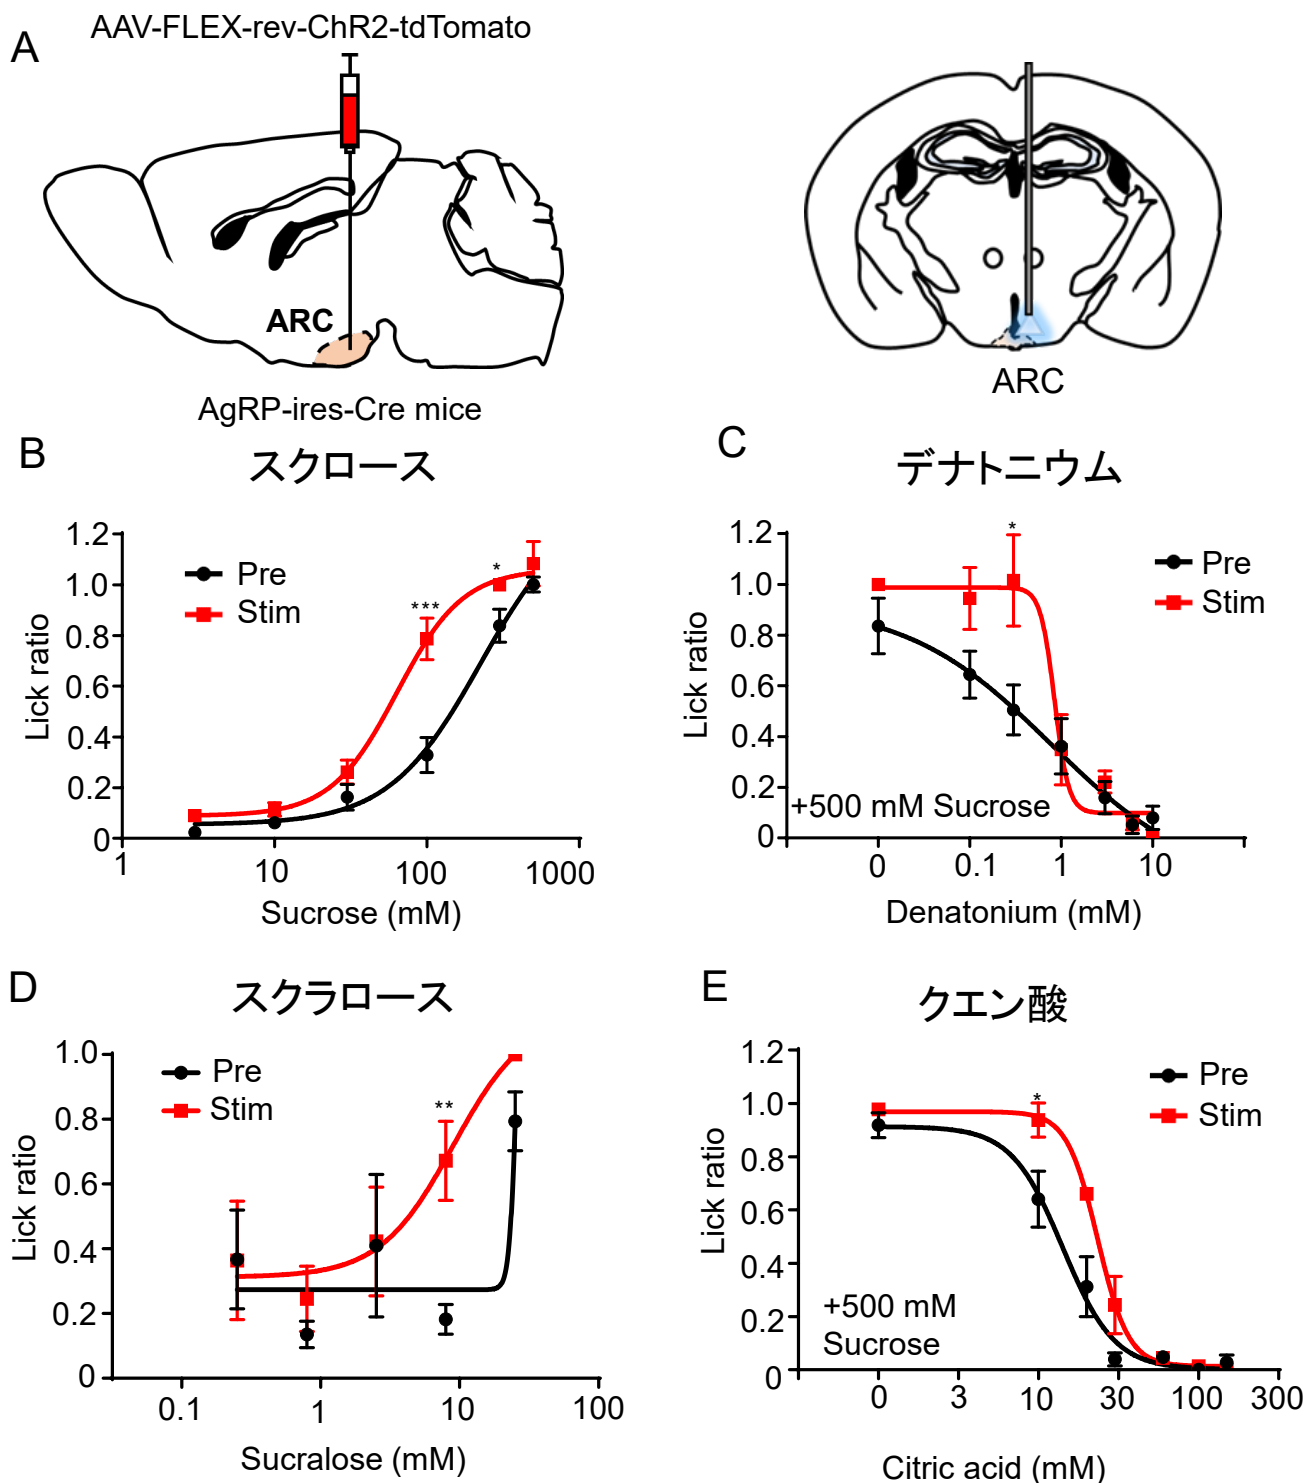 A
AAV-FLEX-rev-ChR2-tdTomato
ARC
AgRP-ires-Cre mice
ARC
B
スクロース
1.2
1.0
0.8
0.6
0.4
0.2
0
Lick ratio
Pre
Stim
***
*
1
10
100
1000
Sucrose (mM)
C
デナトニウム
1.2
1.0
0.8
0.6
0.4
0.2
0
Lick ratio
*
Pre
Stim
+500 mM Sucrose
0
0.1
1
10
Denatonium (mM)
D
スクラロース
1.0
0.8
0.6
0.4
0.2
0
Lick ratio
Pre
Stim
**
0.1
1
10
100
Sucralose (mM)
E
クエン酸
1.2
1.0
0.8
0.6
0.4
0.2
0
Lick ratio
*
Pre
Stim
+500 mM
Sucrose
0
3
10
30
100
300
Citric acid (mM)